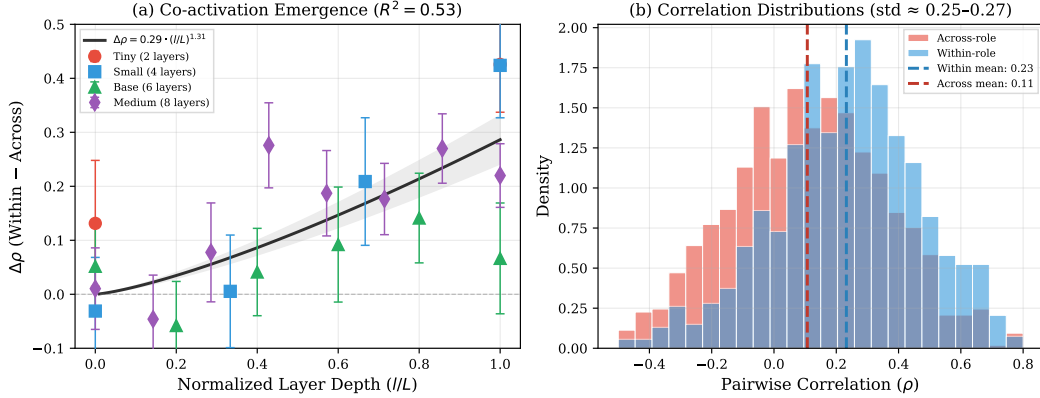 (a) Co-activation Emergence (R² = 0.53)
0.5
0.4
0.3
0.2
0.1
0.0
−0.1
Δρ (Within − Across)
Δρ = 0.29 · (l/L)^1.31
Tiny (2 layers)
Small (4 layers)
Base (6 layers)
Medium (8 layers)
0.0 0.2 0.4 0.6 0.8 1.0
Normalized Layer Depth (l/L)
(b) Correlation Distributions (std ≈ 0.25–0.27)
2.00
1.75
1.50
1.25
1.00
0.75
0.50
0.25
0.00
Density
Across-role
Within-role
Within mean: 0.23
Across mean: 0.11
−0.4 −0.2 0.0 0.2 0.4 0.6 0.8
Pairwise Correlation (ρ)